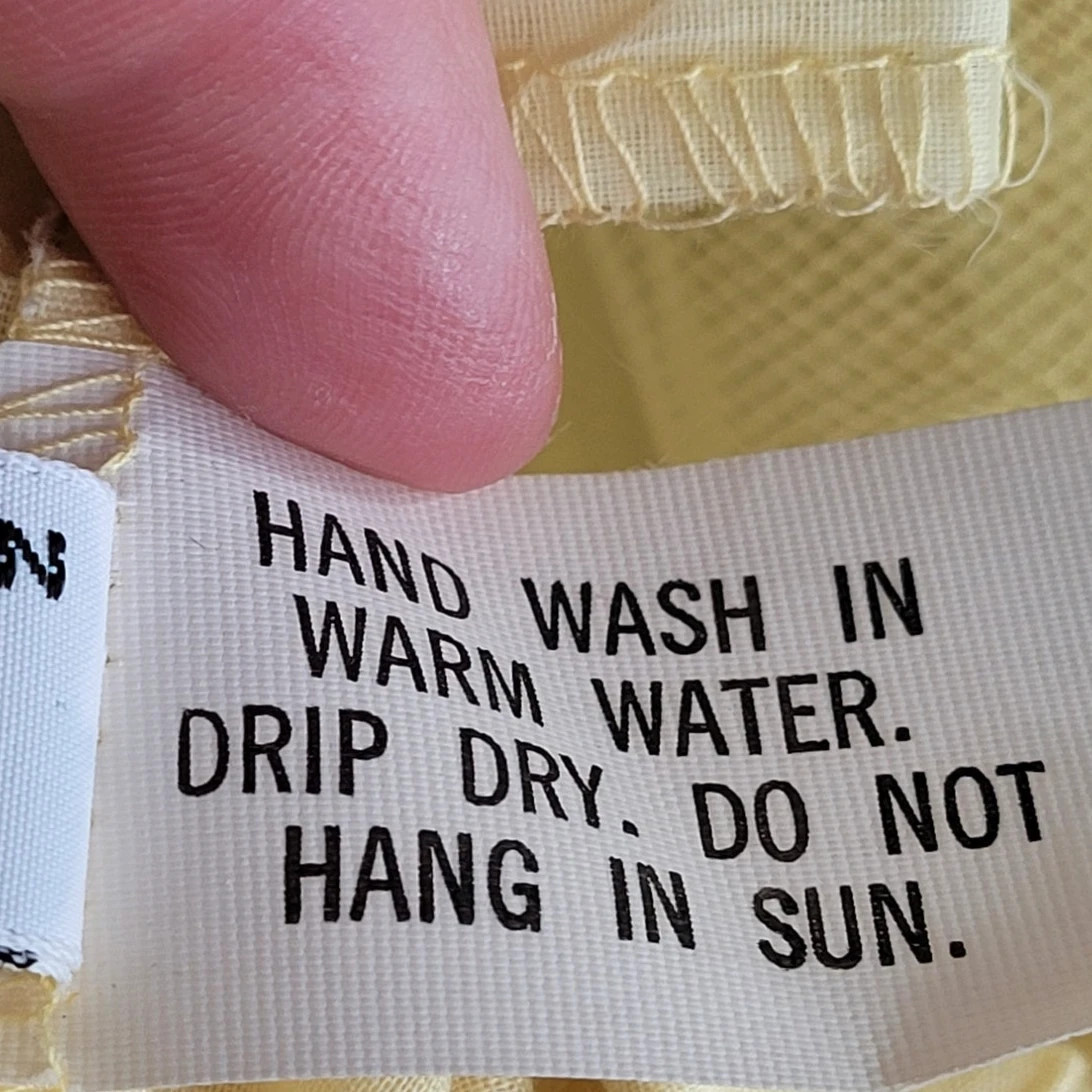 HAND WASH IN
WARM WATER.
DRIP DRY. DO NOT
HANG IN SUN.